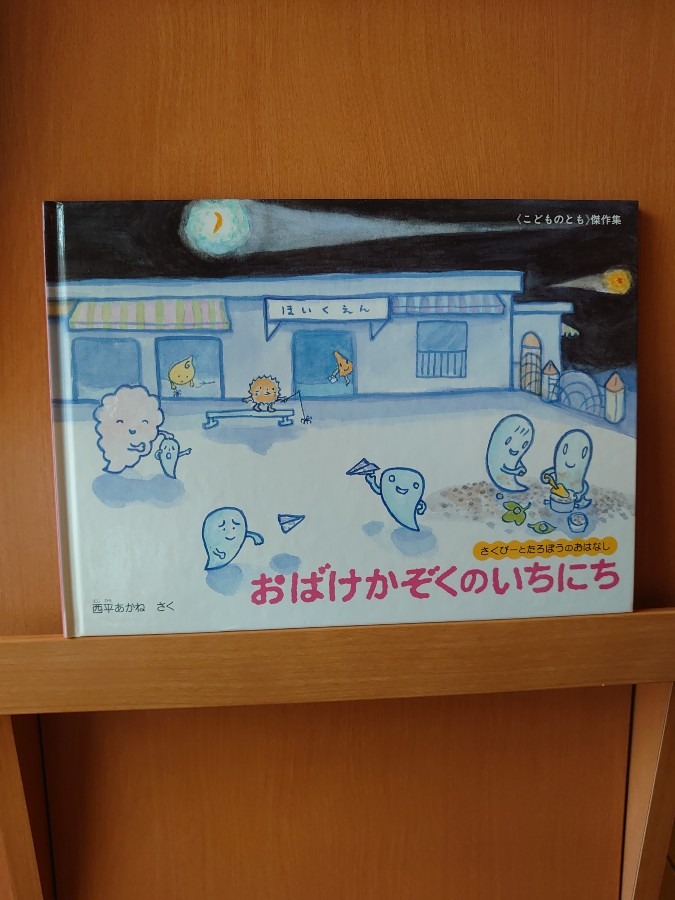 〈こどものとも〉傑作集
ほいくえん
さくぴーとたろぽうのおはなし
おばけかぞくのいちにち
西平あかね さく